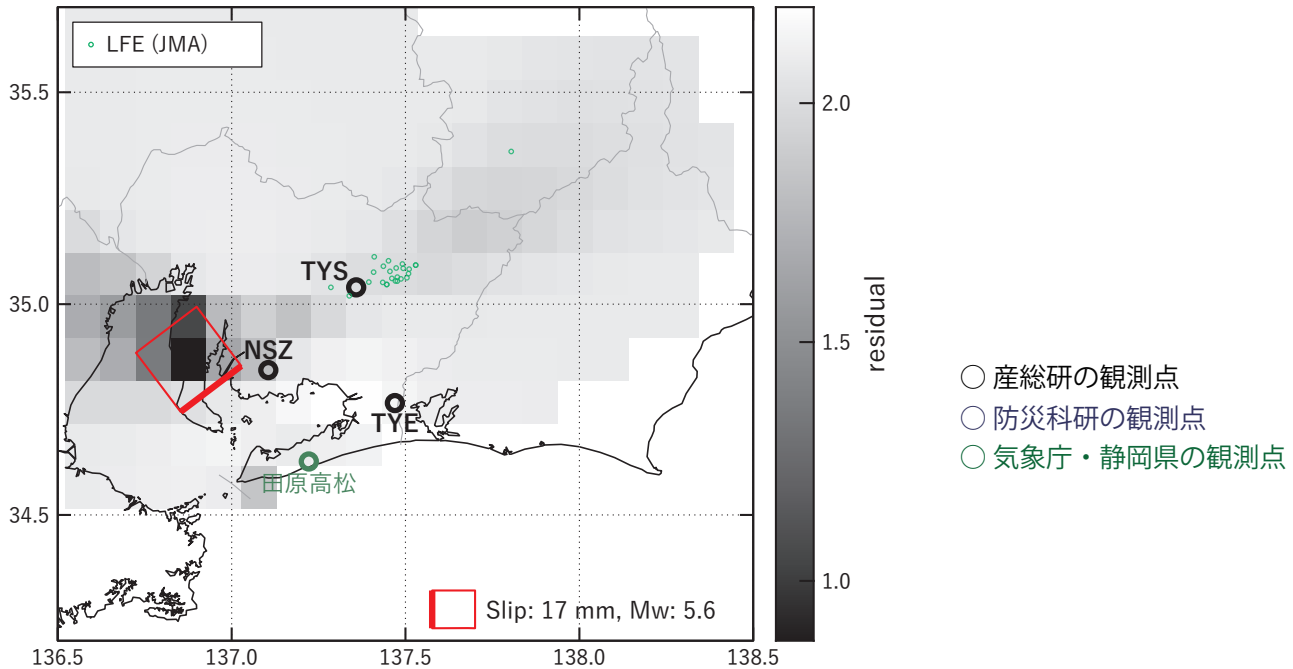 LFE (JMA)
35.5
35.0
34.5
136.5
137.0
137.5
138.0
138.5
TYS
NSZ
TYE
田原高松
Slip: 17 mm, Mw: 5.6
2.0
1.5
1.0
residual
産総研の観測点
防災科研の観測点
気象庁・静岡県の観測点